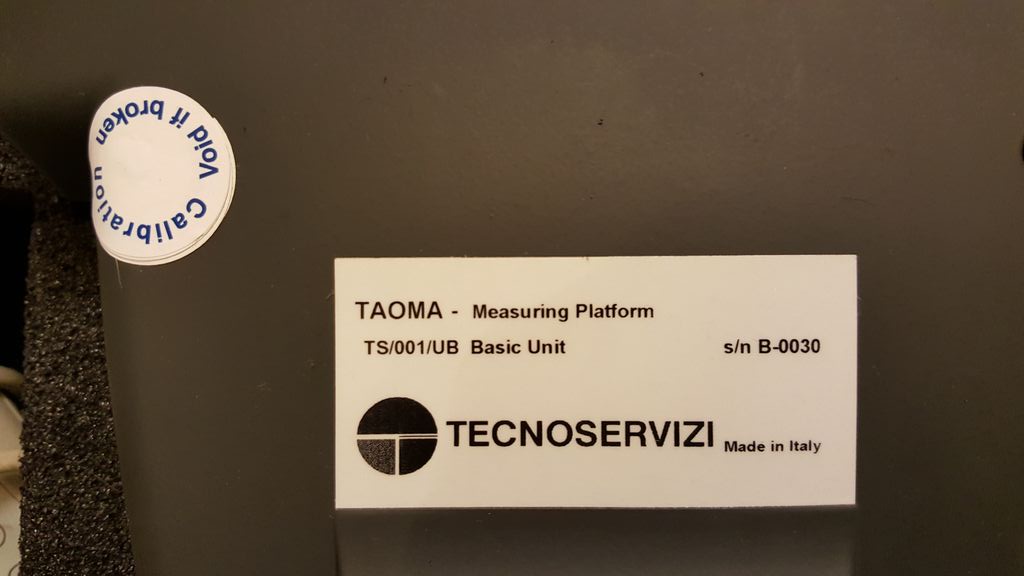 Calibration Void if broken
TAOMA - Measuring Platform
TS/001/UB Basic Unit s/n B-0030
TECNOSERVIZI Made in Italy